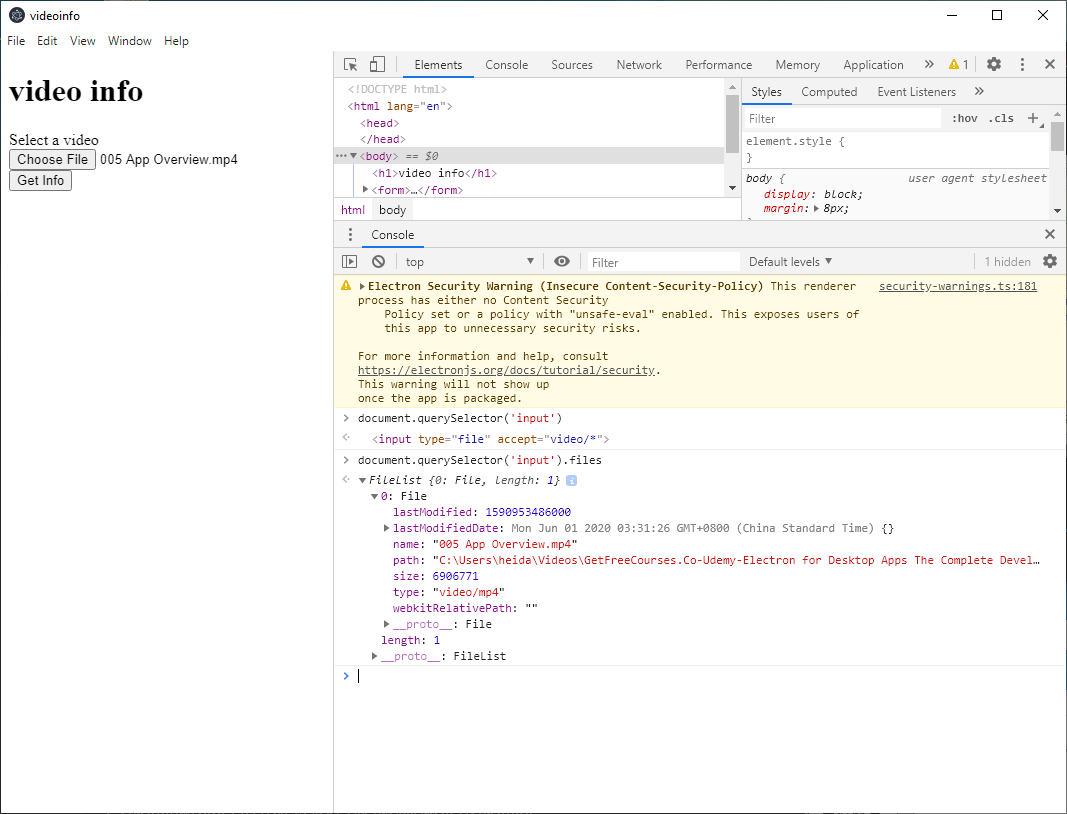 videoinfo
File Edit View Window Help
video info
Select a video
Choose File 005 App Overview.mp4
Get Info
Elements Console Sources Network Performance Memory Application » 1
<!DOCTYPE html>
<html lang="en">
<head>
</head>
<body> == $0
<h1>video info</h1>
<form>…</form>
html body
Styles Computed Event Listeners »
Filter :hov .cls +
element.style {
}
body { user agent stylesheet
display: block;
margin: 8px;
Console
top Filter Default levels 1 hidden
Electron Security Warning (Insecure Content-Security-Policy) This renderer security-warnings.ts:181
process has either no Content Security
Policy set or a policy with "unsafe-eval" enabled. This exposes users of
this app to unnecessary security risks.
For more information and help, consult
https://electronjs.org/docs/tutorial/security.
This warning will not show up
once the app is packaged.
document.querySelector('input')
<input type="file" accept="video/*">
document.querySelector('input').files
FileList {0: File, length: 1} i
0: File
lastModified: 1590953486000
lastModifiedDate: Mon Jun 01 2020 03:31:26 GMT+0800 (China Standard Time) {}
name: "005 App Overview.mp4"
path: "C:\Users\heida\Videos\GetFreeCourses.Co-Udemy-Electron for Desktop Apps The Complete Devel…
size: 6906771
type: "video/mp4"
webkitRelativePath: ""
__proto__: File
length: 1
__proto__: FileList